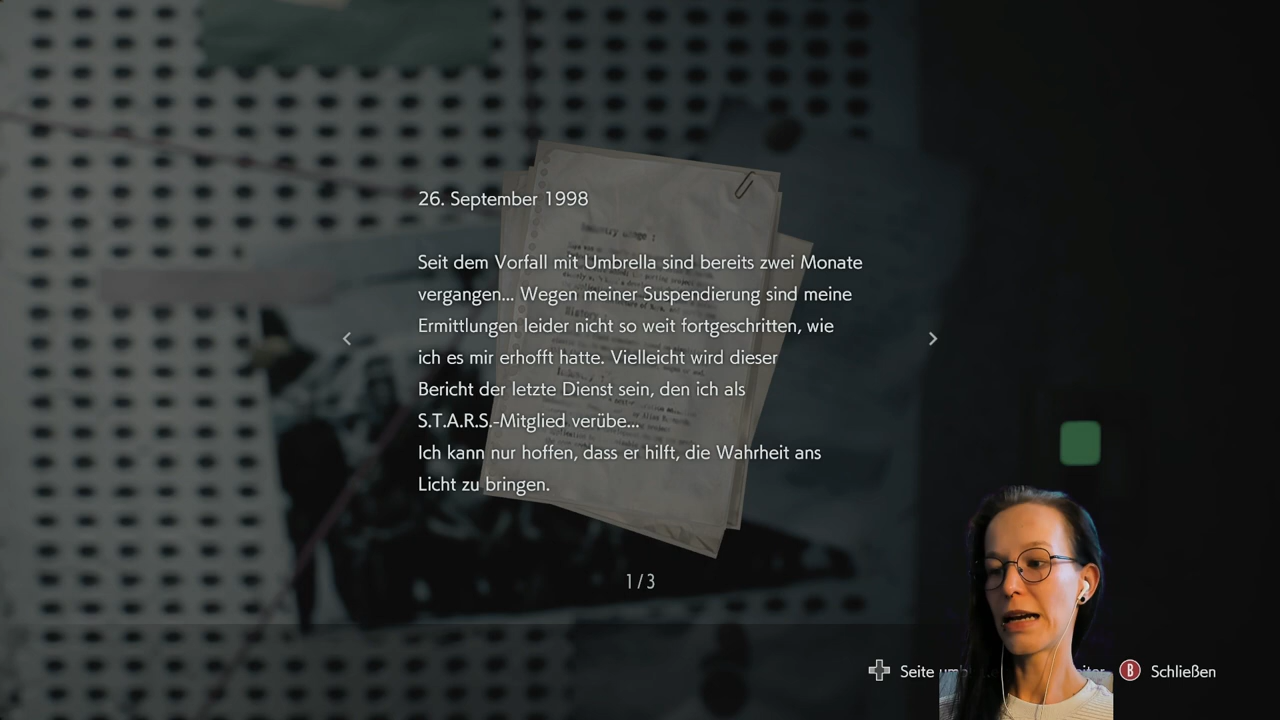 26. September 1998
Seit dem Vorfall mit Umbrella sind bereits zwei Monate
vergangen... Wegen meiner Suspendierung sind meine
Ermittlungen leider nicht so weit fortgeschritten, wie
ich es mir erhofft hatte. Vielleicht wird dieser
Bericht der letzte Dienst sein, den ich als
S.T.A.R.S.-Mitglied verübe...
Ich kann nur hoffen, dass er hilft, die Wahrheit ans
Licht zu bringen.
1/3
Seite
B Schließen